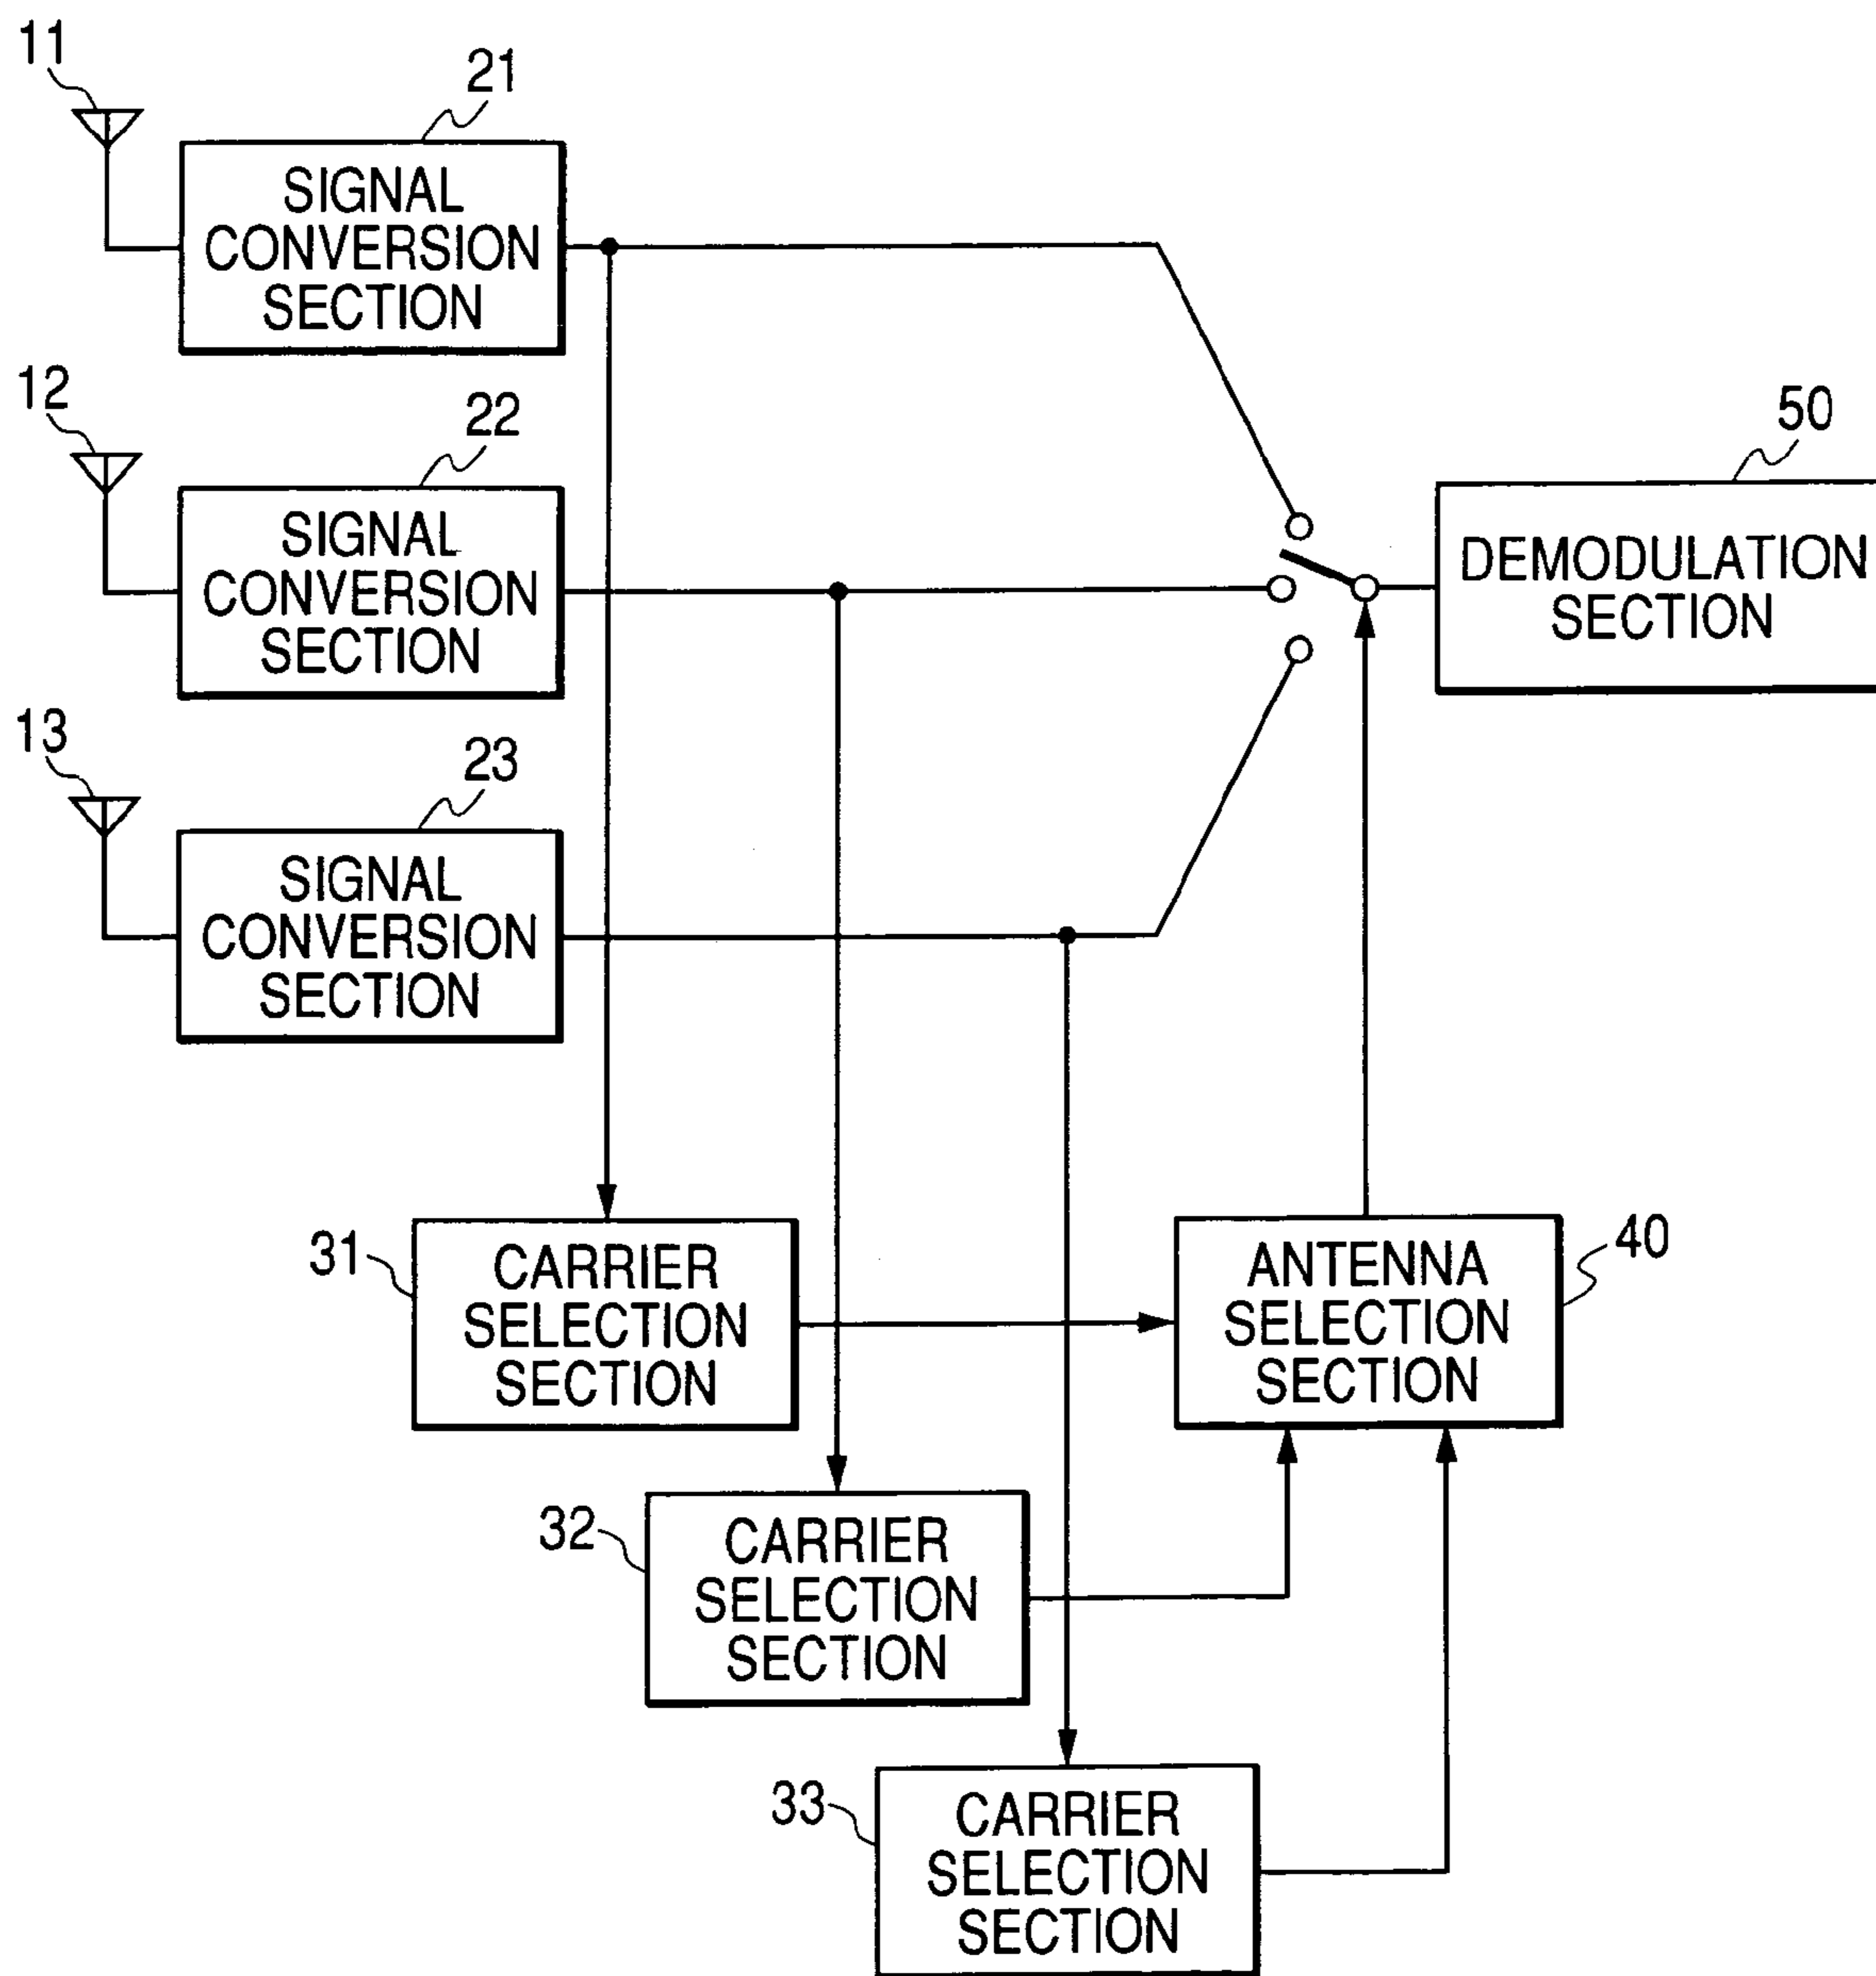 11
21
SIGNAL
CONVERSION
SECTION
12
22
SIGNAL
CONVERSION
SECTION
50
DEMODULATION
SECTION
13
23
SIGNAL
CONVERSION
SECTION
31
CARRIER
SELECTION
SECTION
ANTENNA
SELECTION
SECTION
40
32
CARRIER
SELECTION
SECTION
33
CARRIER
SELECTION
SECTION